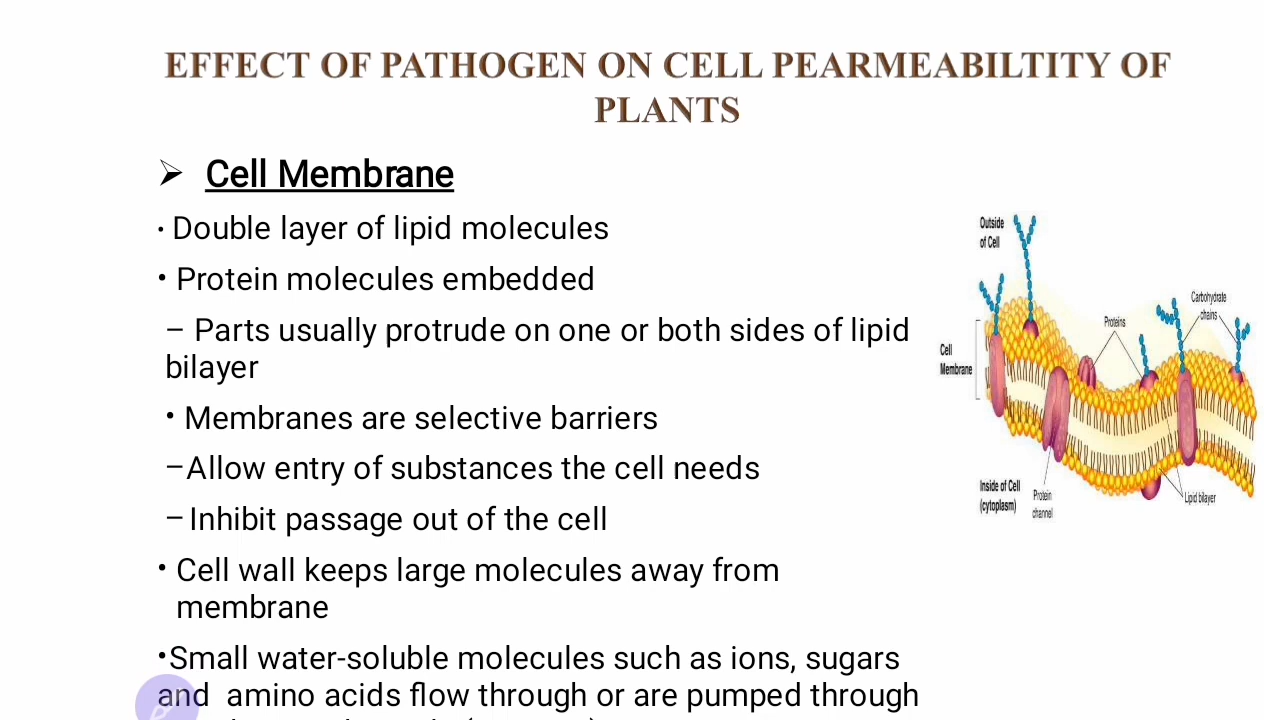 EFFECT OF PATHOGEN ON CELL PEARMEABILTITY OF
PLANTS
➢ Cell Membrane
• Double layer of lipid molecules
• Protein molecules embedded
– Parts usually protrude on one or both sides of lipid
bilayer
• Membranes are selective barriers
–Allow entry of substances the cell needs
– Inhibit passage out of the cell
• Cell wall keeps large molecules away from
membrane
•Small water-soluble molecules such as ions, sugars
and amino acids flow through or are pumped through
Outside
of Cell
Carbohydrate
chains
Proteins
Cell
Membrane
Inside of Cell
(cytoplasm)
Protein
channel
Lipid bilayer